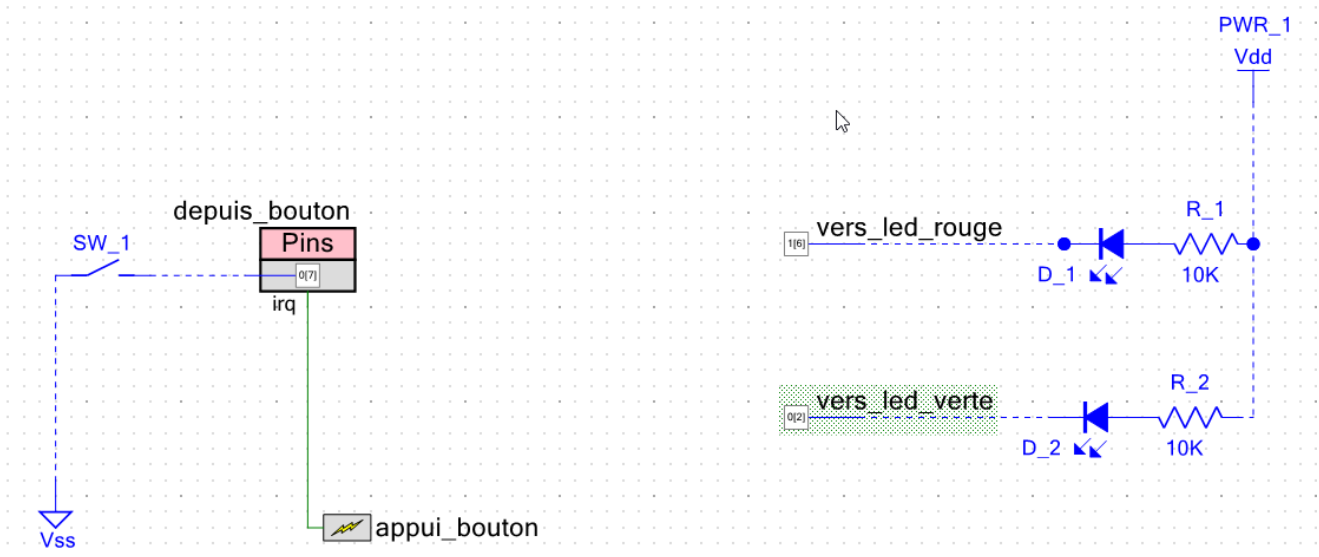 PWR_1
Vdd
depuis_bouton
SW_1
Pins
0[7]
irq
vers_led_rouge
1[6]
R_1
D_1
10K
vers_led_verte
0[2]
R_2
D_2
10K
appui_bouton
Vss